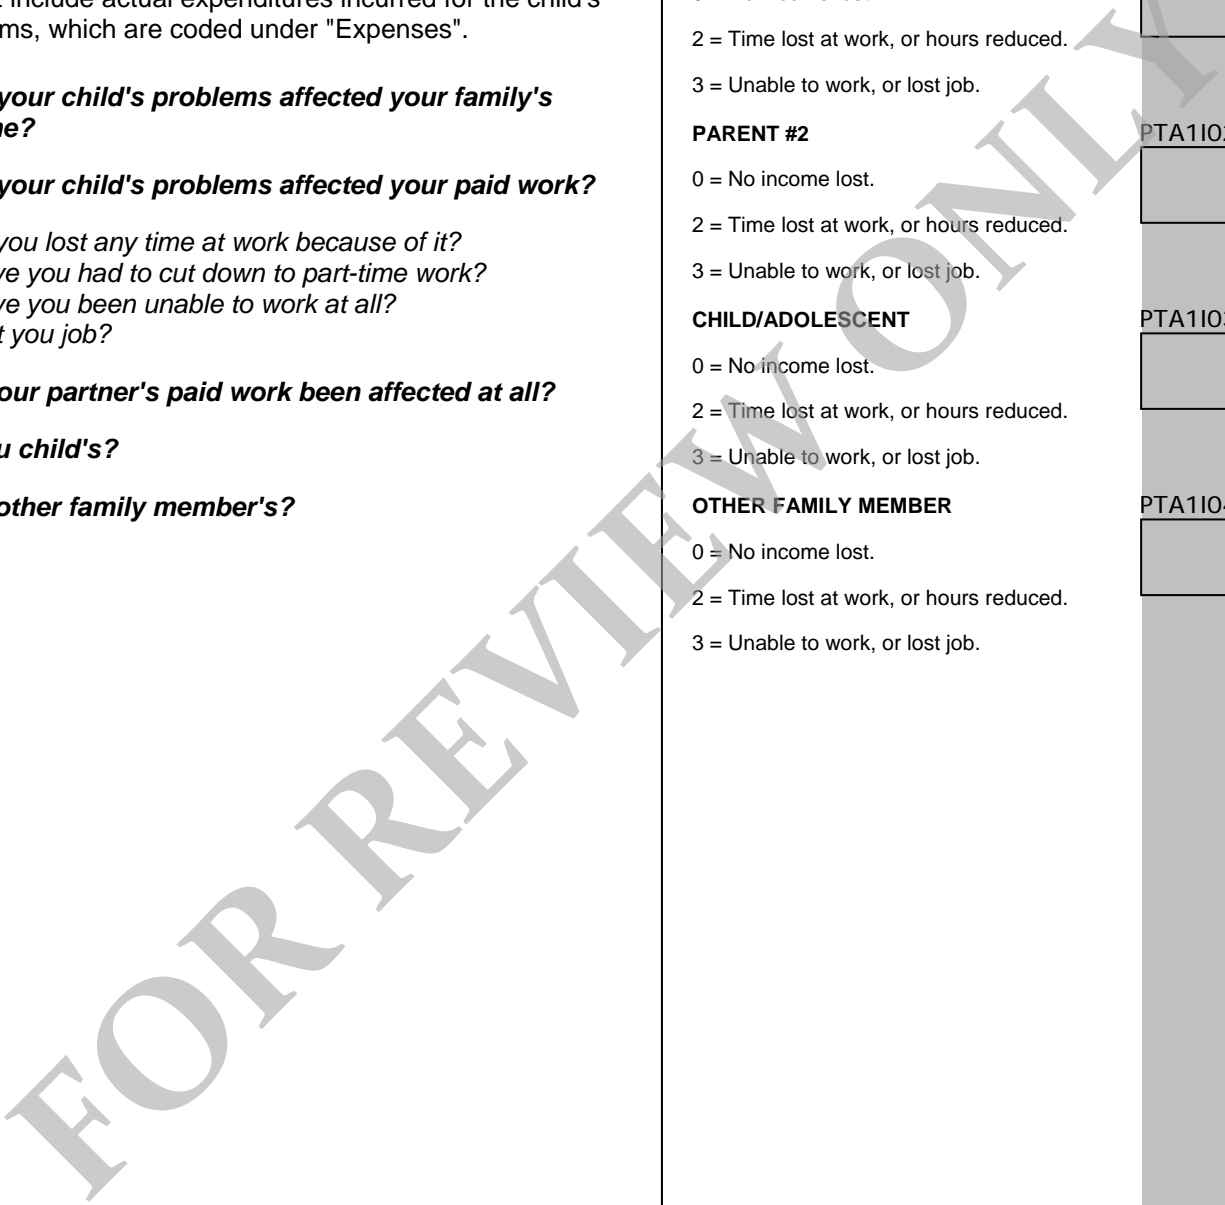 include actual expenditures incurred for the child's
ms, which are coded under "Expenses".
your child's problems affected your family's
e?
your child's problems affected your paid work?
you lost any time at work because of it?
ve you had to cut down to part-time work?
ve you been unable to work at all?
t you job?
our partner's paid work been affected at all?
u child's?
other family member's?
2 = Time lost at work, or hours reduced.
3 = Unable to work, or lost job.
PARENT #2
PTA1I02
0 = No income lost.
2 = Time lost at work, or hours reduced.
3 = Unable to work, or lost job.
CHILD/ADOLESCENT
PTA1I03
0 = No income lost.
2 = Time lost at work, or hours reduced.
3 = Unable to work, or lost job.
OTHER FAMILY MEMBER
PTA1I04
0 = No income lost.
2 = Time lost at work, or hours reduced.
3 = Unable to work, or lost job.
FOR REVIEW ONLY